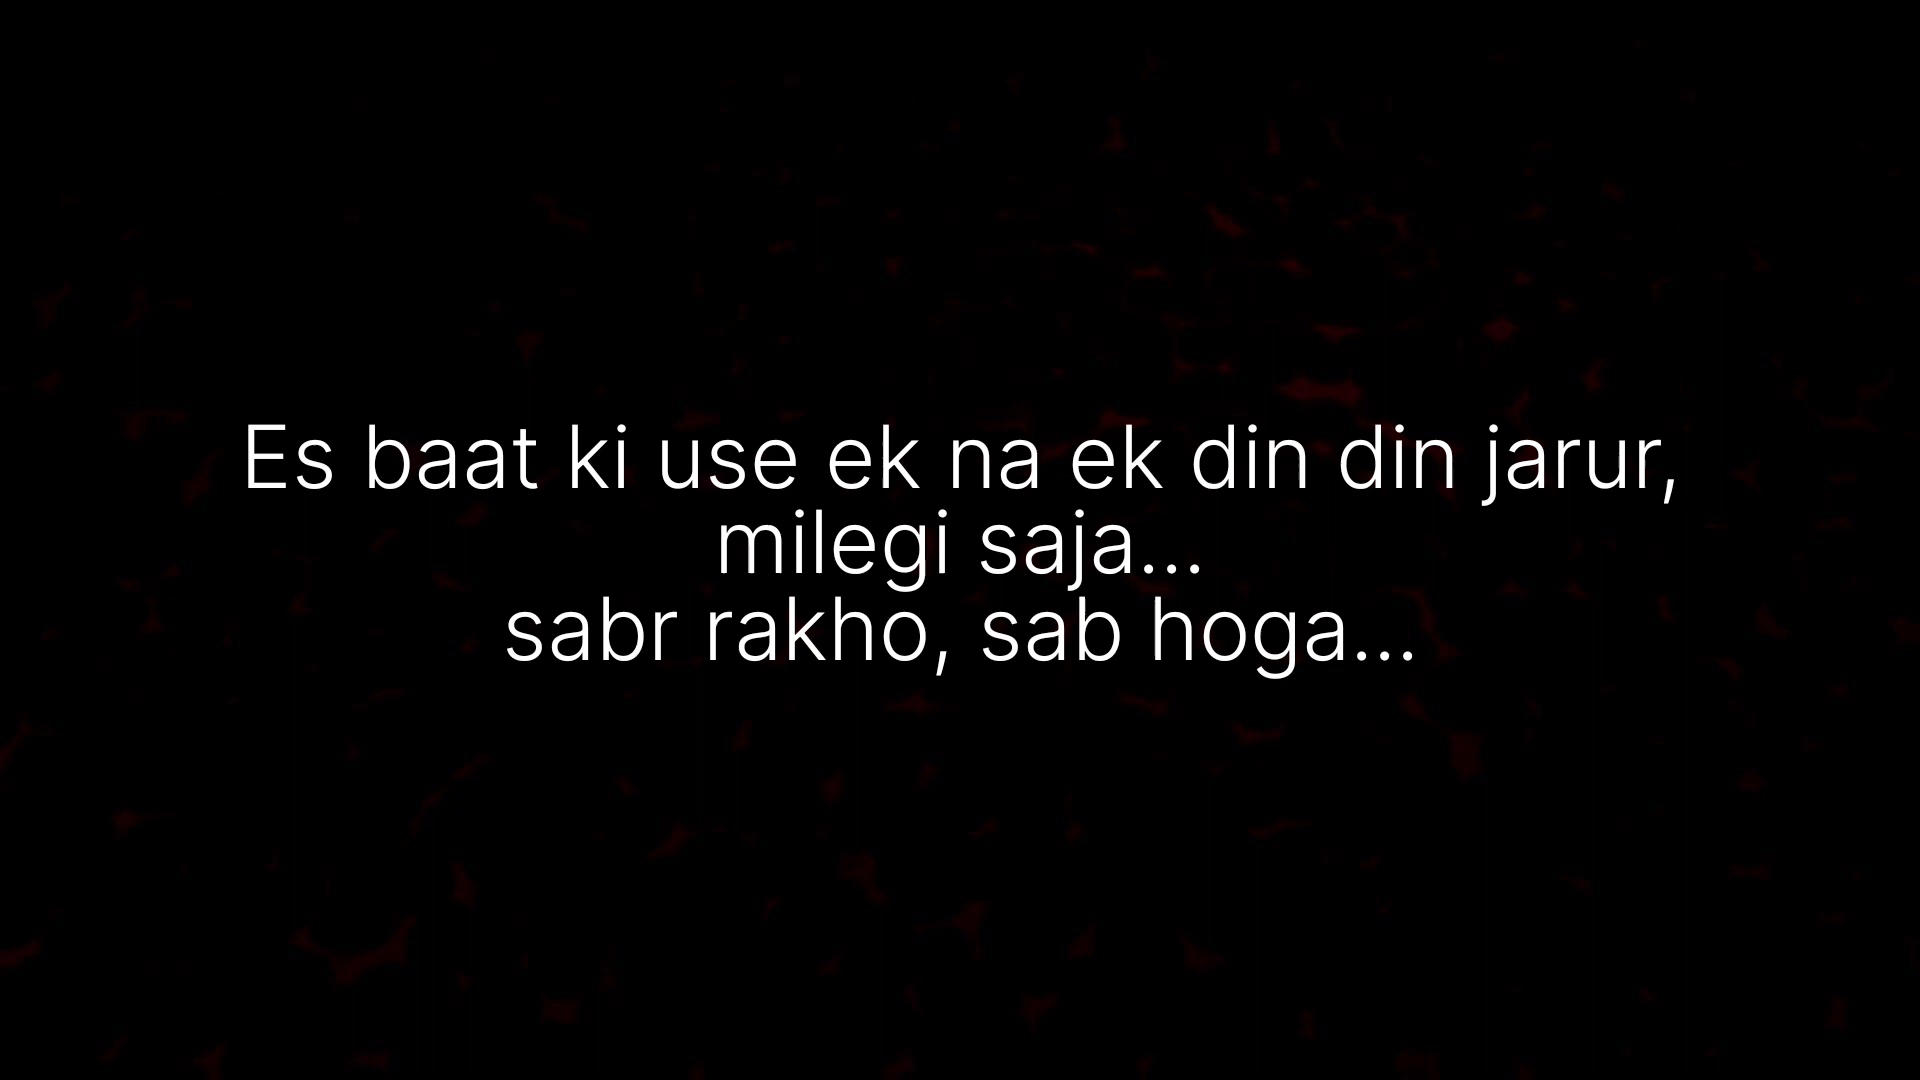 Es baat ki use ek na ek din din jarur,
milegi saja...
sabr rakho, sab hoga...